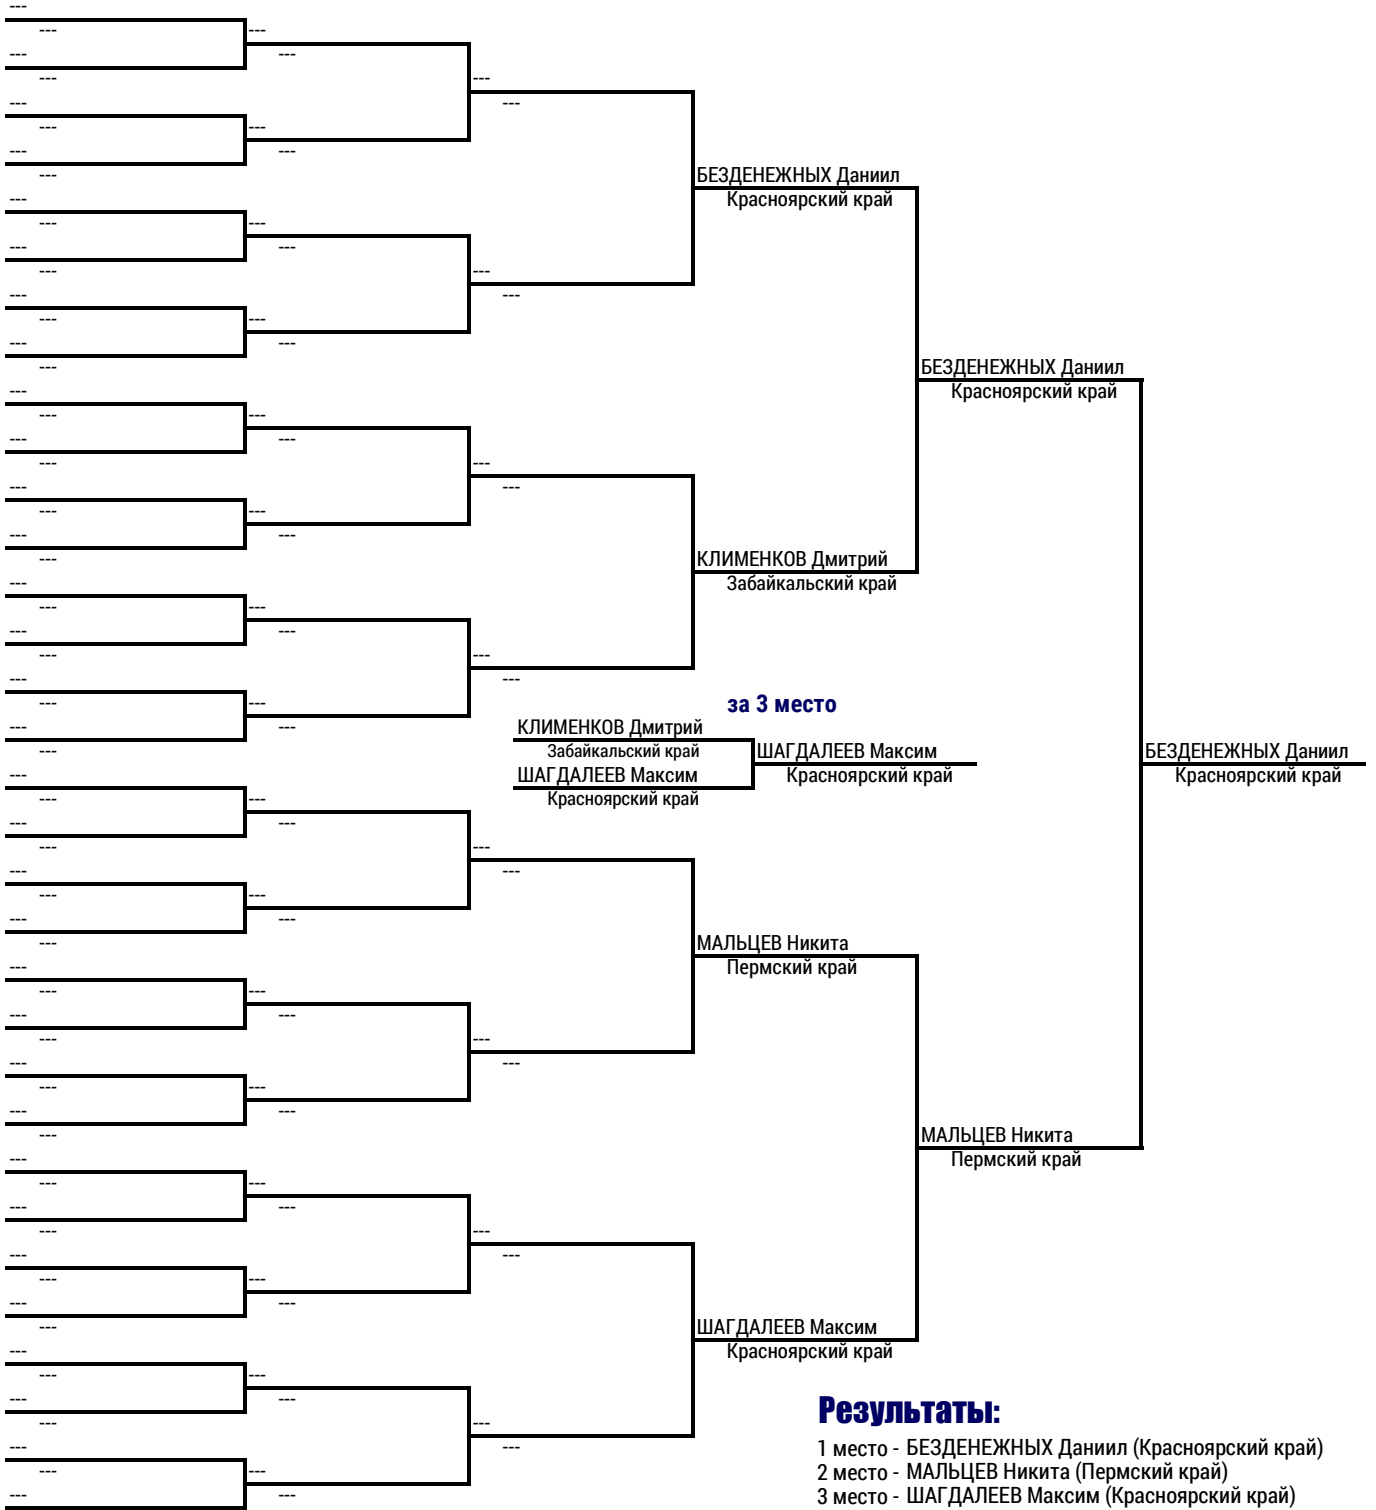 БЕЗДЕНЕЖНЫХ Даниил
Красноярский край
БЕЗДЕНЕЖНЫХ Даниил
Красноярский край
КЛИМЕНКОВ Дмитрий
Забайкальский край
за 3 место
КЛИМЕНКОВ Дмитрий
Забайкальский край
ШАГДАЛЕЕВ Максим
Красноярский край
ШАГДАЛЕЕВ Максим
Красноярский край
БЕЗДЕНЕЖНЫХ Даниил
Красноярский край
МАЛЬЦЕВ Никита
Пермский край
МАЛЬЦЕВ Никита
Пермский край
ШАГДАЛЕЕВ Максим
Красноярский край
Результаты:
1 место - БЕЗДЕНЕЖНЫХ Даниил (Красноярский край)
2 место - МАЛЬЦЕВ Никита (Пермский край)
3 место - ШАГДАЛЕЕВ Максим (Красноярский край)